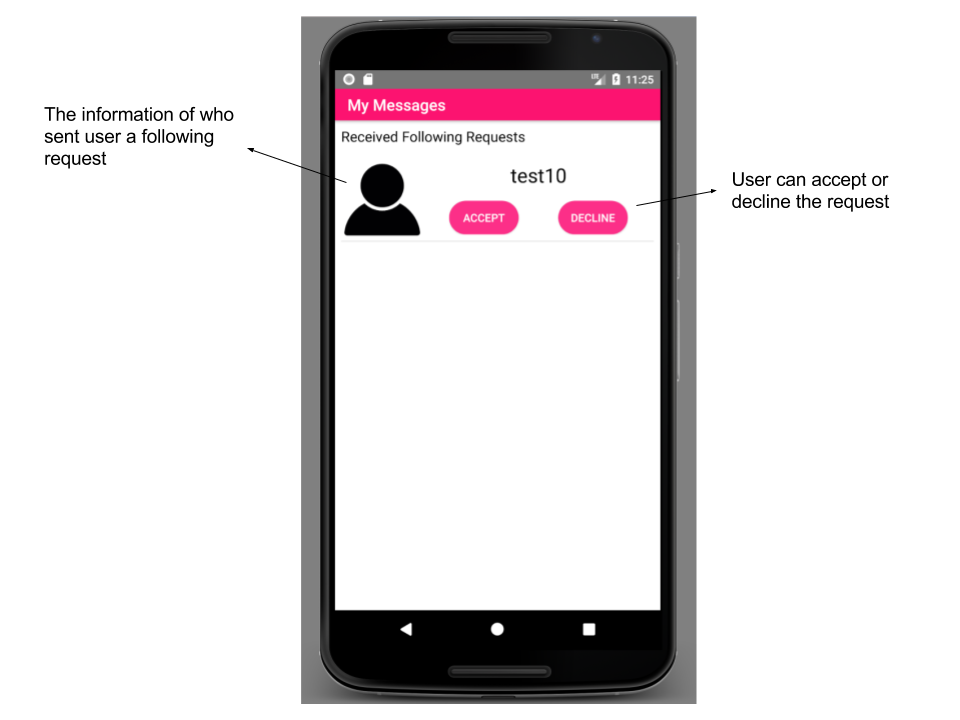 The information of who
sent user a following
request
LTE 11:25
My Messages
Received Following Requests
test10
ACCEPT
DECLINE
User can accept or
decline the request